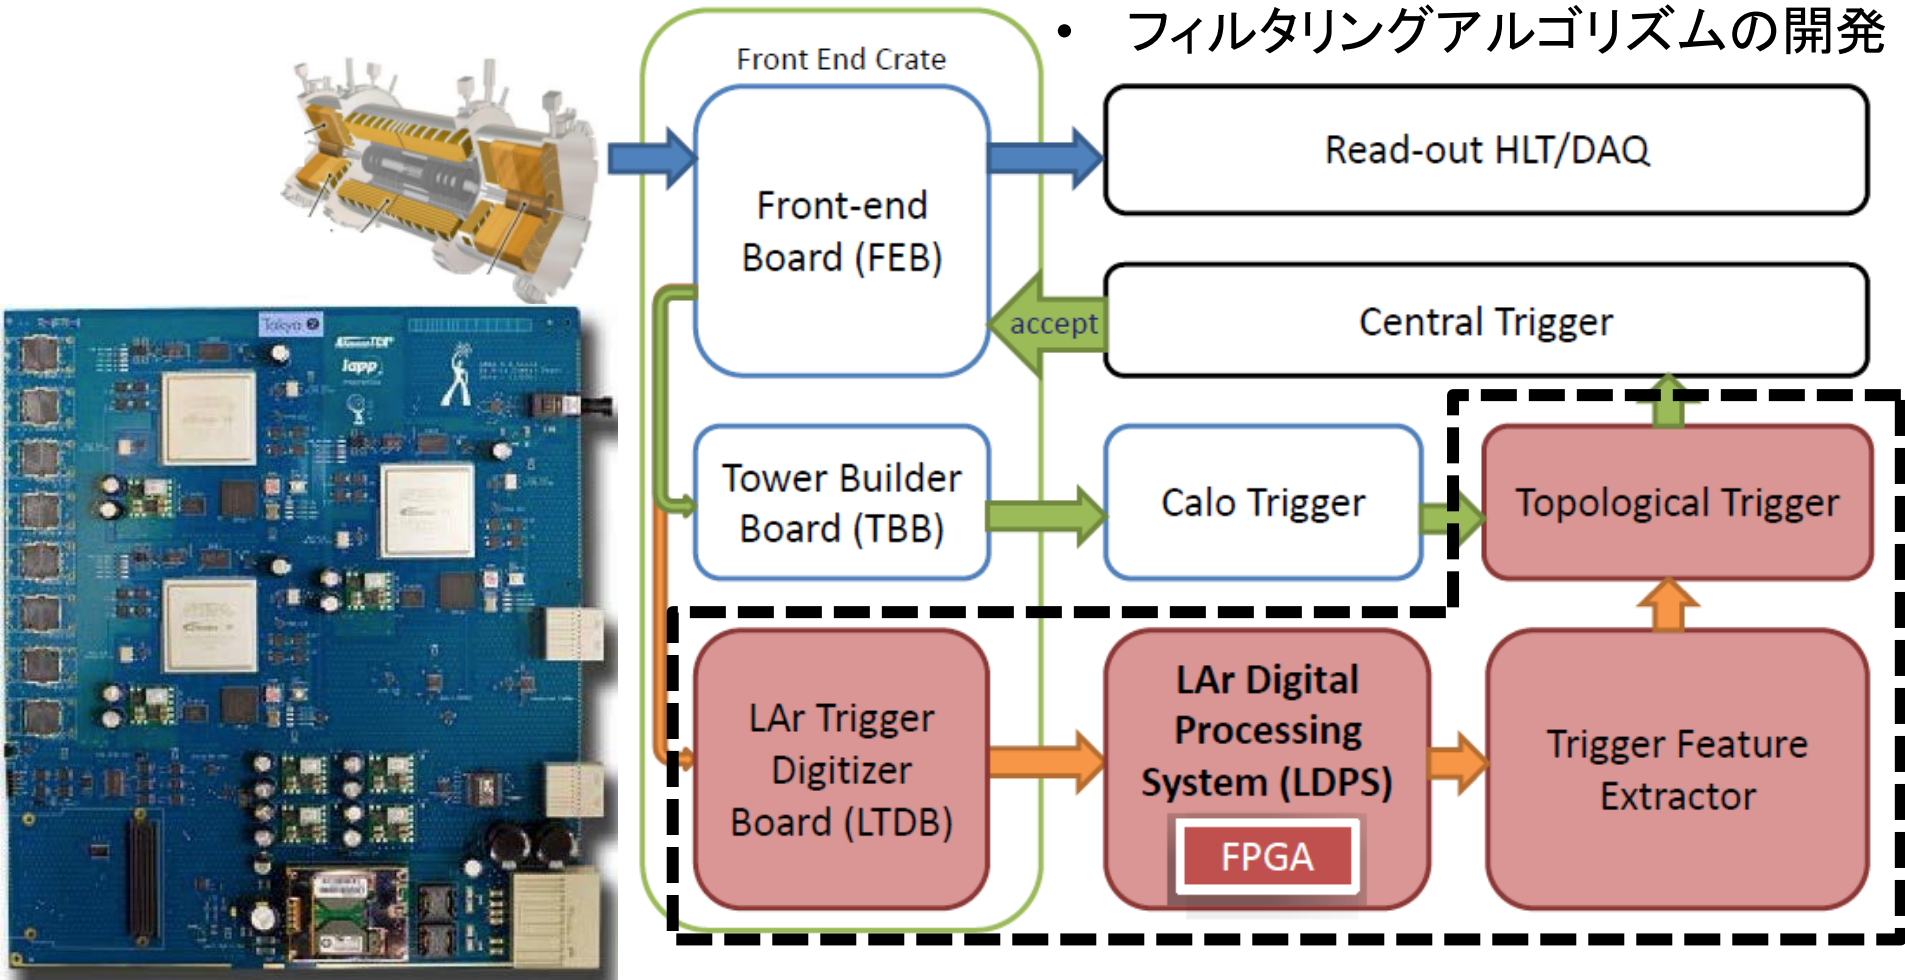 • フィルタリングアルゴリズムの開発
Front End Crate
Front-end
Board (FEB)
Read-out HLT/DAQ
accept
Central Trigger
Tower Builder
Board (TBB)
Calo Trigger
Topological Trigger
LAr Trigger
Digitizer
Board (LTDB)
LAr Digital
Processing
System (LDPS)
FPGA
Trigger Feature
Extractor
Tokyo
lapp